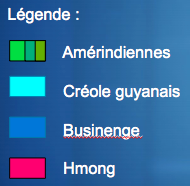 Légende :
Amérindiennes
Créole guyanais
Businenge
Hmong